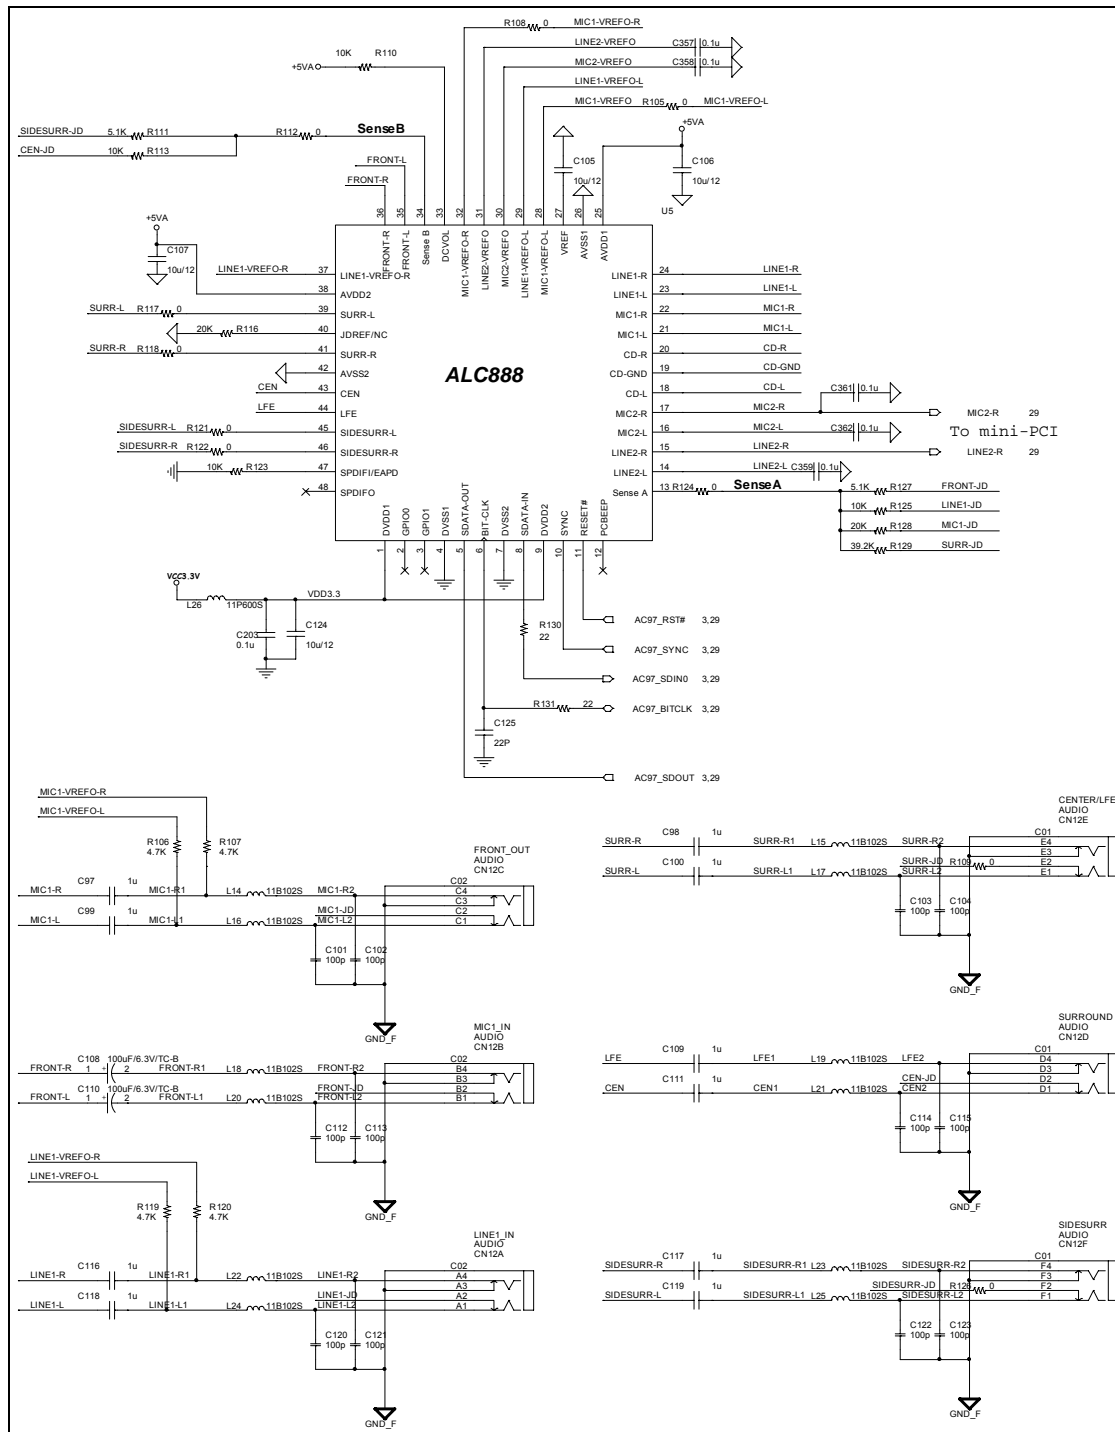 R108 0 MIC1-VREFO-R
10K R110 LINE2-VREFO C357 0.1u
+5VA MIC2-VREFO C358 0.1u
LINE1-VREFO-L
MIC1-VREFO R105 0 MIC1-VREFO-L
+5VA
SIDESURR-JD 5.1K R111 R112 0 SenseB
CEN-JD 10K R113
FRONT-L
FRONT-R
C105 10u/12
C106 10u/12
U5
36 35 34 33 32 31 30 29 28 27 26 25
FRONT-R FRONT-L Sense B DCVOL MIC1-VREFO-R LINE2-VREFO MIC2-VREFO LINE1-VREFO-L MIC1-VREFO-L VREF AVSS1 AVDD1
+5VA
C107
10u/12
LINE1-VREFO-R 37 LINE1-VREFO-R
38 AVDD2
SURR-L R117 0 39 SURR-L
20K R116 40 JDREF/NC
SURR-R R118 0 41 SURR-R
42 AVSS2
CEN 43 CEN
LFE 44 LFE
SIDESURR-L R121 0 45 SIDESURR-L
SIDESURR-R R122 0 46 SIDESURR-R
10K R123 47 SPDIFI/EAPD
48 SPDIFO
ALC888
LINE1-R 24 LINE1-R
LINE1-L 23 LINE1-L
MIC1-R 22 MIC1-R
MIC1-L 21 MIC1-L
CD-R 20 CD-R
CD-GND 19 CD-GND
CD-L 18 CD-L
C361 0.1u
MIC2-R 17 MIC2-R MIC2-R 29
To mini-PCI
MIC2-L 16 MIC2-L C362 0.1u
LINE2-R 15 LINE2-R LINE2-R 29
LINE2-L 14 LINE2-L C359 0.1u
Sense A 13 R124 0 SenseA 5.1K R127 FRONT-JD
10K R125 LINE1-JD
20K R128 MIC1-JD
39.2K R129 SURR-JD
DVDD1 GPIO0 GPIO1 DVSS1 SDATA-OUT BIT-CLK DVSS2 SDATA-IN DVDD2 SYNC RESET# PCBEEP
1 2 3 4 5 6 7 8 9 10 11 12
VCC3.3V
L26 11P600S VDD3.3
C203
0.1u
C124
10u/12
R130
22
AC97_RST# 3,29
AC97_SYNC 3,29
AC97_SDIN0 3,29
R131 22 AC97_BITCLK 3,29
C125
22P
AC97_SDOUT 3,29
MIC1-VREFO-R
MIC1-VREFO-L
R106
4.7K
R107
4.7K
FRONT_OUT
AUDIO
CN12C
C02
MIC1-R C97 1u MIC1-R1 L14 11B102S MIC1-R2 C4
C3
MIC1-JD C2
MIC1-L C99 1u MIC1-L1 L16 11B102S MIC1-L2 C1
C101
100p
C102
100p
GND_F
CENTER/LFE
AUDIO
CN12E
C01
SURR-R C98 1u SURR-R1 L15 11B102S SURR-R2 E4
E3
SURR-JD R109 0 E2
SURR-L C100 1u SURR-L1 L17 11B102S SURR-L2 E1
C103
100p
C104
100p
GND_F
MIC1_IN
AUDIO
CN12B
C02
C108 100uF/6.3V/TC-B
FRONT-R 1 + 2 FRONT-R1 L18 11B102S FRONT-R2 B4
B3
FRONT-JD B2
C110 100uF/6.3V/TC-B
FRONT-L 1 + 2 FRONT-L1 L20 11B102S FRONT-L2 B1
C112
100p
C113
100p
GND_F
SURROUND
AUDIO
CN12D
C01
LFE C109 1u LFE1 L19 11B102S LFE2 D4
D3
CEN-JD D2
CEN C111 1u CEN1 L21 11B102S CEN2 D1
C114
100p
C115
100p
GND_F
LINE1-VREFO-R
LINE1-VREFO-L
R119
4.7K
R120
4.7K
LINE1_IN
AUDIO
CN12A
C02
LINE1-R C116 1u LINE1-R1 L22 11B102S LINE1-R2 A4
A3
LINE1-JD A2
LINE1-L C118 1u LINE1-L1 L24 11B102S LINE1-L2 A1
C120
100p
C121
100p
GND_F
SIDESURR
AUDIO
CN12F
C01
SIDESURR-R C117 1u SIDESURR-R1 L23 11B102S SIDESURR-R2 F4
F3
SIDESURR-JD R126 0 F2
SIDESURR-L C119 1u SIDESURR-L1 L25 11B102S SIDESURR-L2 F1
C122
100p
C123
100p
GND_F